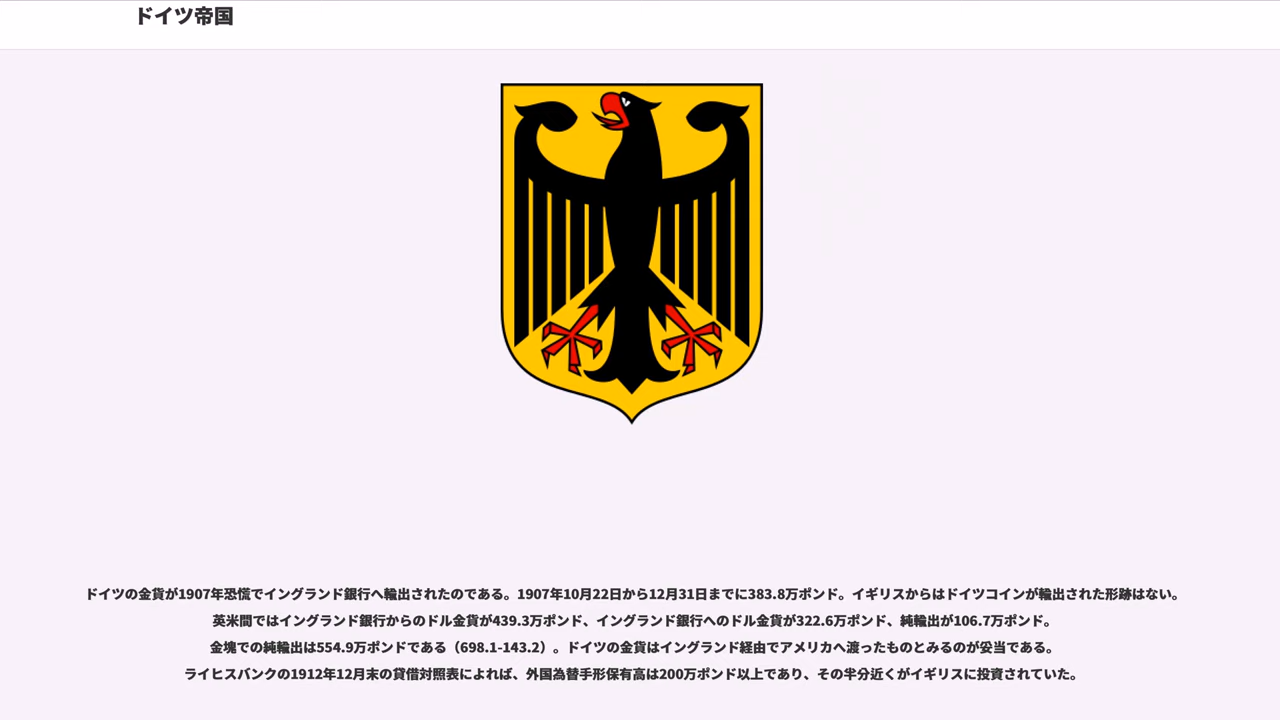 ドイツ帝国
ドイツの金貨が1907年恐慌でイングランド銀行へ輸出されたのである。1907年10月22日から12月31日までに383.8万ポンド。イギリスからはドイツコインが輸出された形跡はない。
英米間ではイングランド銀行からのドル金貨が439.3万ポンド、イングランド銀行へのドル金貨が322.6万ポンド、純輸出が106.7万ポンド。
金塊での純輸出は554.9万ポンドである（698.1-143.2）。ドイツの金貨はイングランド経由でアメリカへ渡ったものとみるのが妥当である。
ライヒスバンクの1912年12月末の貸借対照表によれば、外国為替手形保有高は200万ポンド以上であり、その半分近くがイギリスに投資されていた。